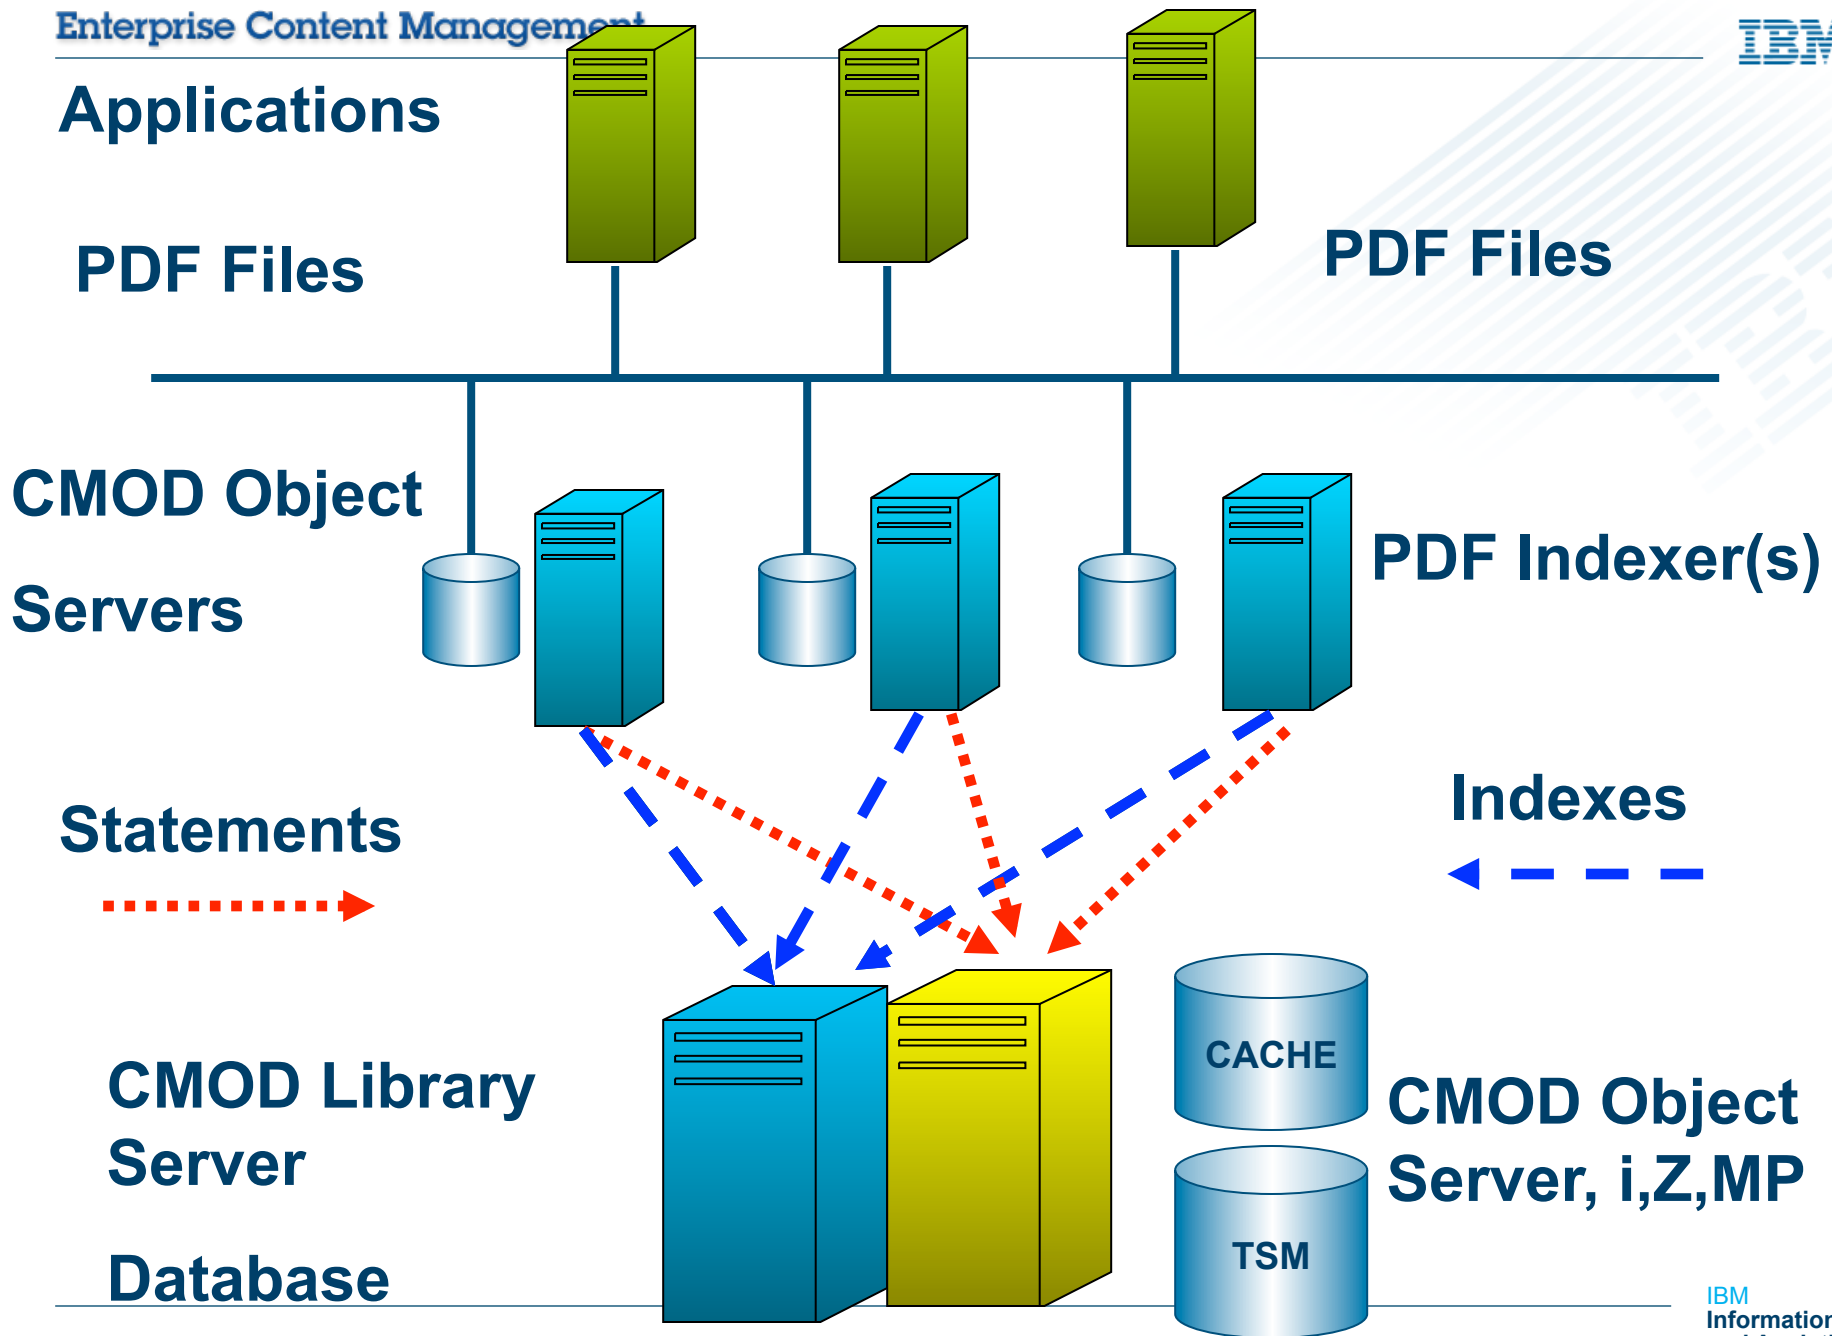 Enterprise Content Management
IBM
Applications
PDF Files
PDF Files
CMOD Object
Servers
PDF Indexer(s)
Statements
Indexes
CACHE
CMOD Library
Server
CMOD Object
Server, i,Z,MP
TSM
Database
IBM
Information